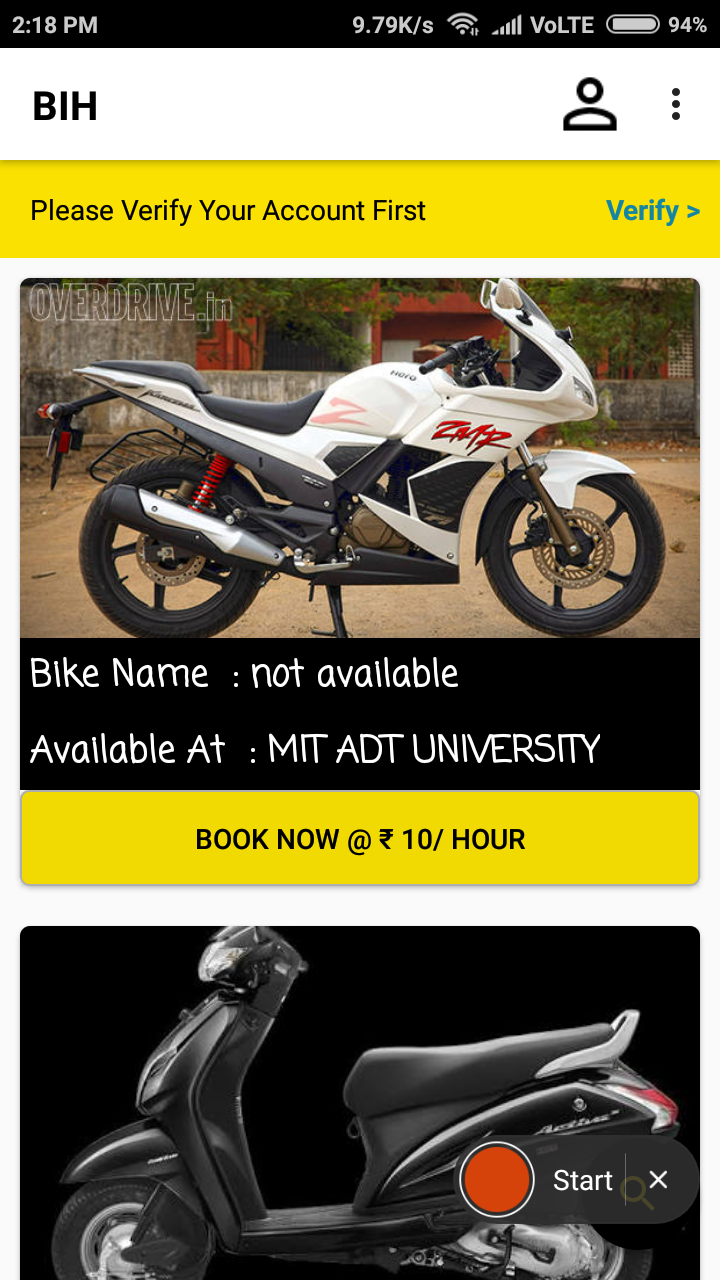 2:18 PM 9.79K/s VoLTE 94%
BIH
Please Verify Your Account First Verify >
OVERDRIVE.in
Hero
Karizma
ZMR
Bike Name : not available
Available At : MIT ADT UNIVERSITY
BOOK NOW @ ₹ 10/ HOUR
Activa
Start